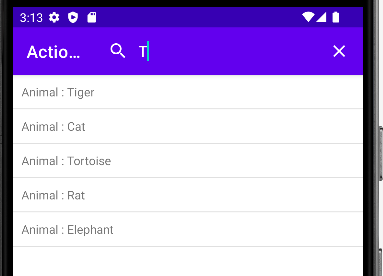 3:13
Actio... T
Animal : Tiger
Animal : Cat
Animal : Tortoise
Animal : Rat
Animal : Elephant